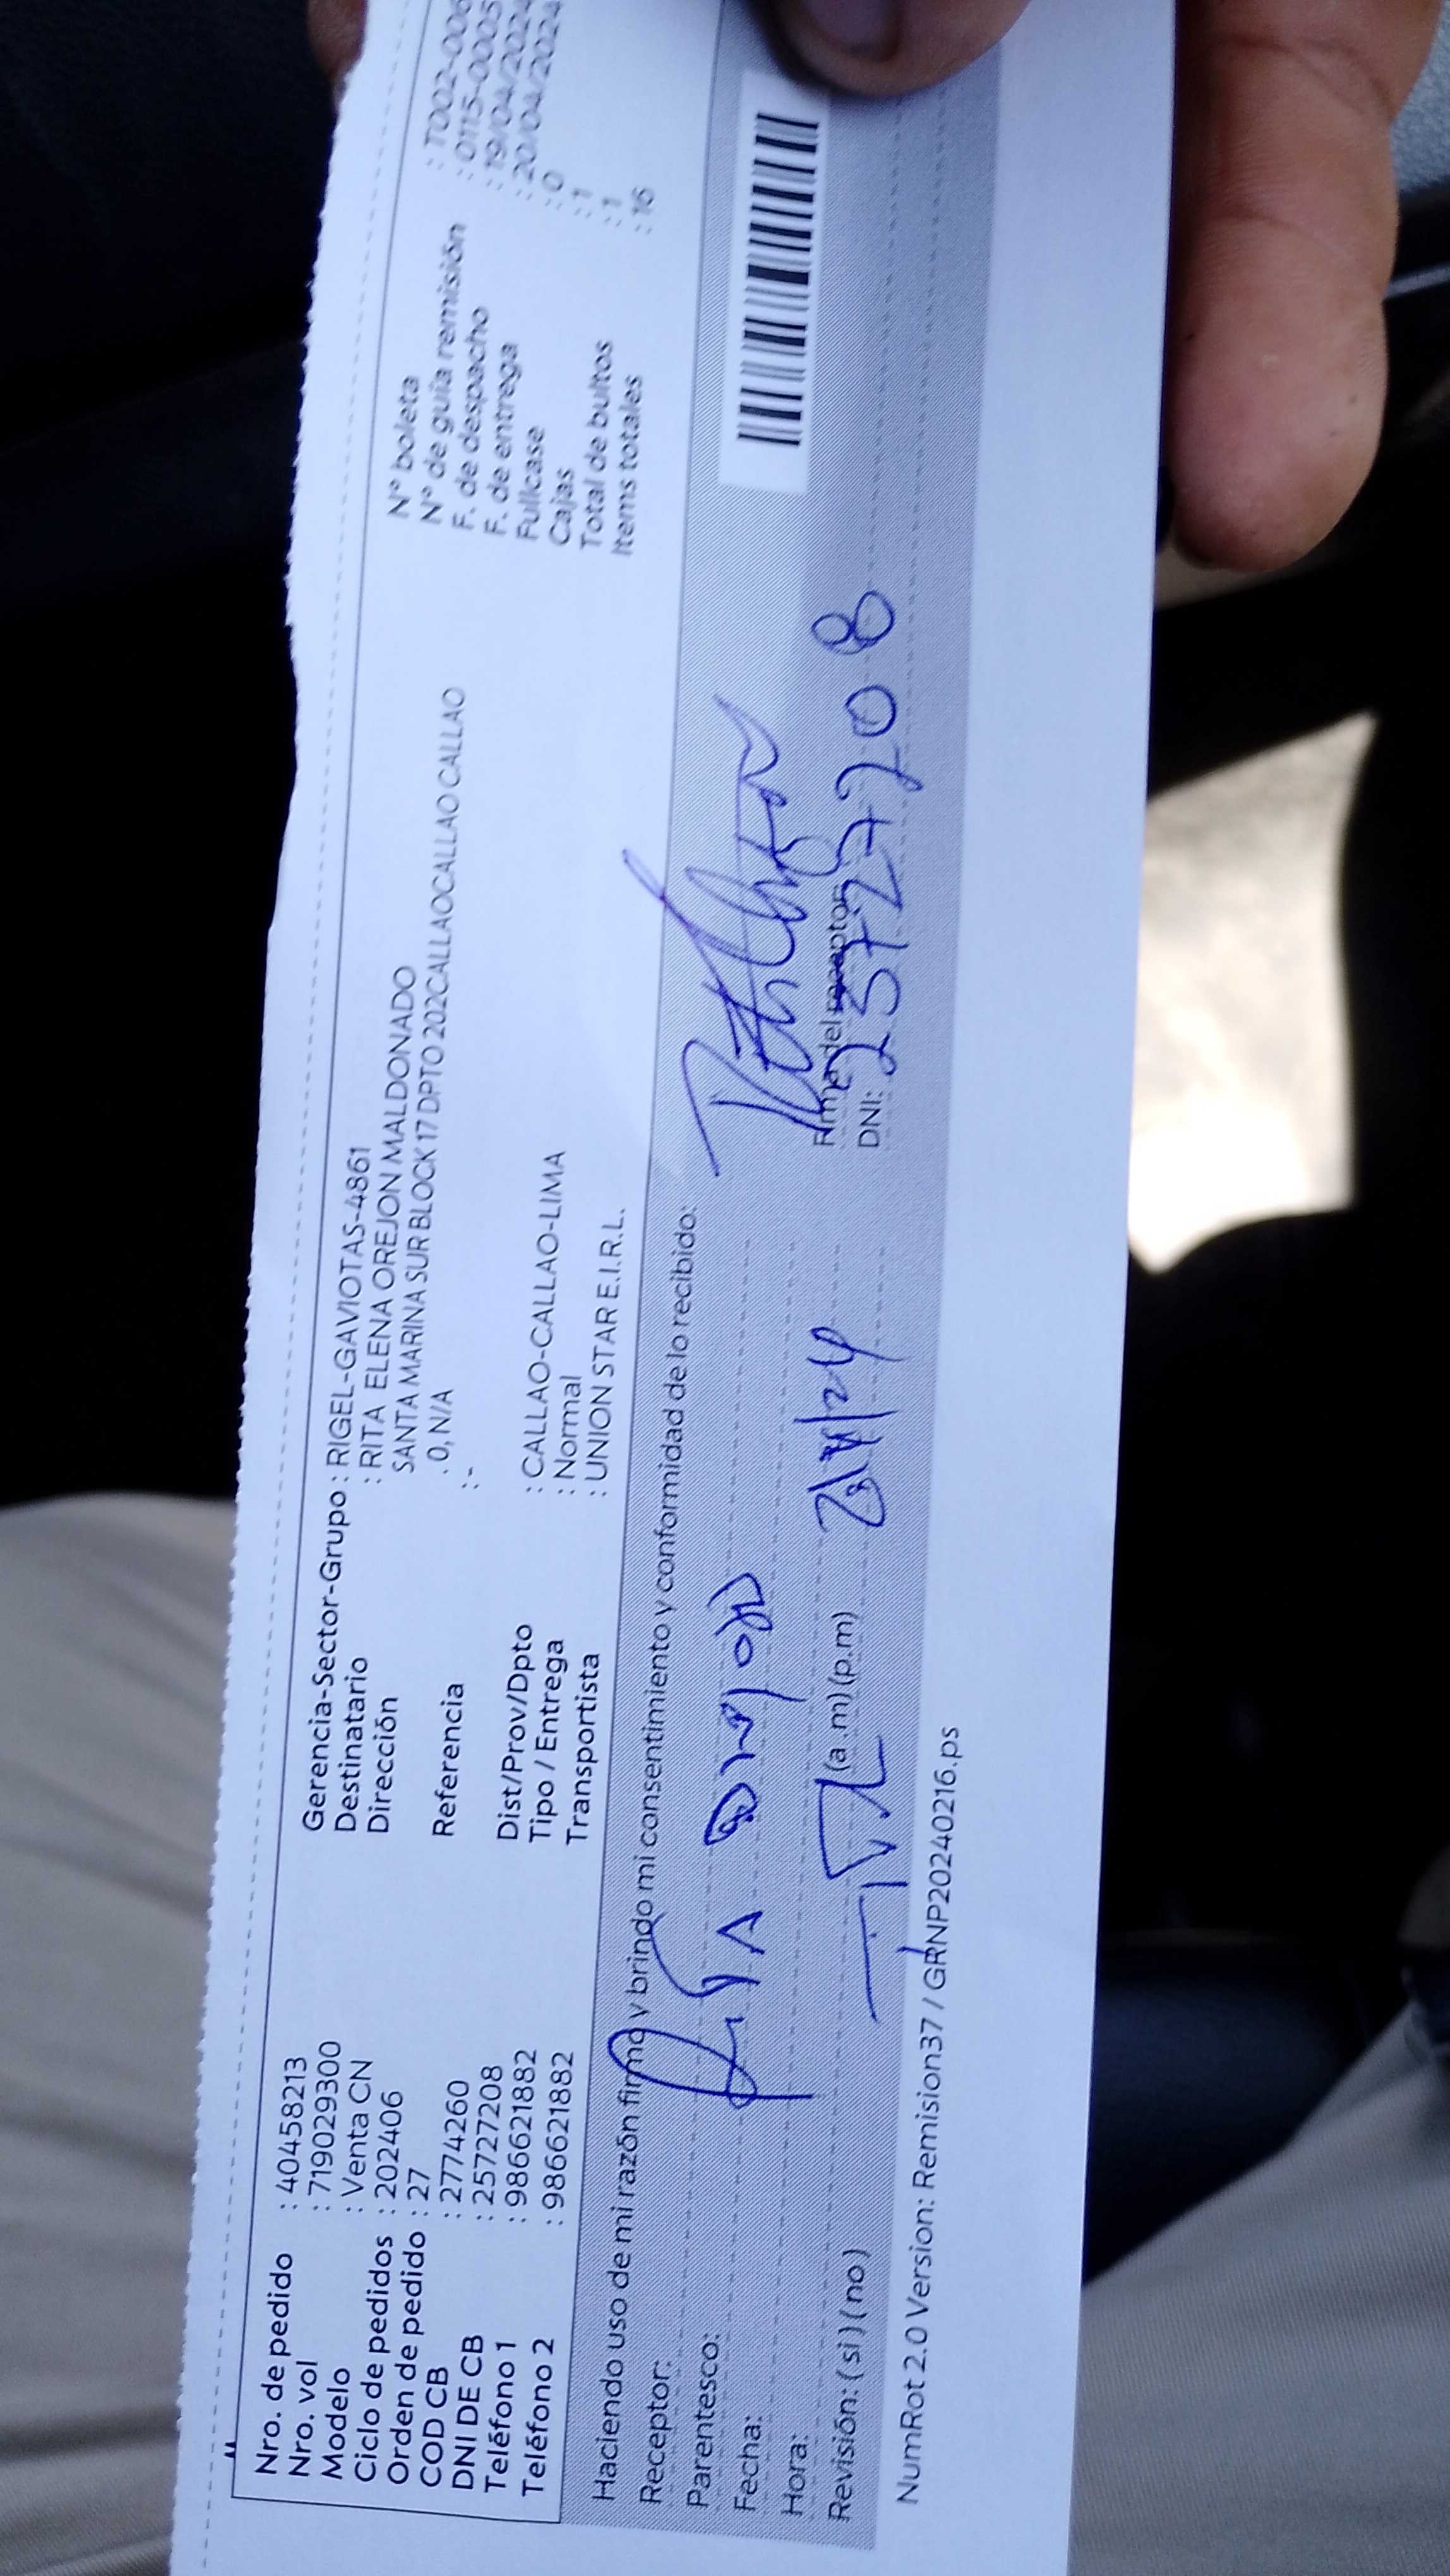 Nro. de pedido : 40458213
Nro. vol : 719029300
Modelo : Venta CN
Ciclo de pedidos : 202406
Orden de pedido : 27
COD CB : 2774260
DNI DE CB : 25727208
Teléfono 1 : 986621882
Teléfono 2 : 986621882
Gerencia-Sector-Grupo : RIGEL-GAVIOTAS-4861
Destinatario : RITA ELENA OREJON MALDONADO
Dirección SANTA MARINA SUR BLOCK 17 DPTO 202CALLAOCALLAO CALLAO
. 0, N/A
Referencia : -
Dist/Prov/Dpto : CALLAO-CALLAO-LIMA
Tipo / Entrega : Normal
Transportista : UNION STAR E.I.R.L.
N° boleta : T002-006
N° de guía remisión : 0115-0005
F. de despacho : 19/04/2024
F. de entrega : 20/04/2024
Fullcase : 0
Cajas : 1
Total de bultos : 1
Items totales : 16
Haciendo uso de mi razón firmo y brindo mi consentimiento y conformidad de lo recibido:
Receptor:
Parentesco: RITA
Fecha:
Hora:
Revisión: ( si ) ( no ) (a .m) (p.m)
Firma del receptor
DNI: 25727208
NumRot 2.0 Version: Remision37 / GRNP20240216.ps